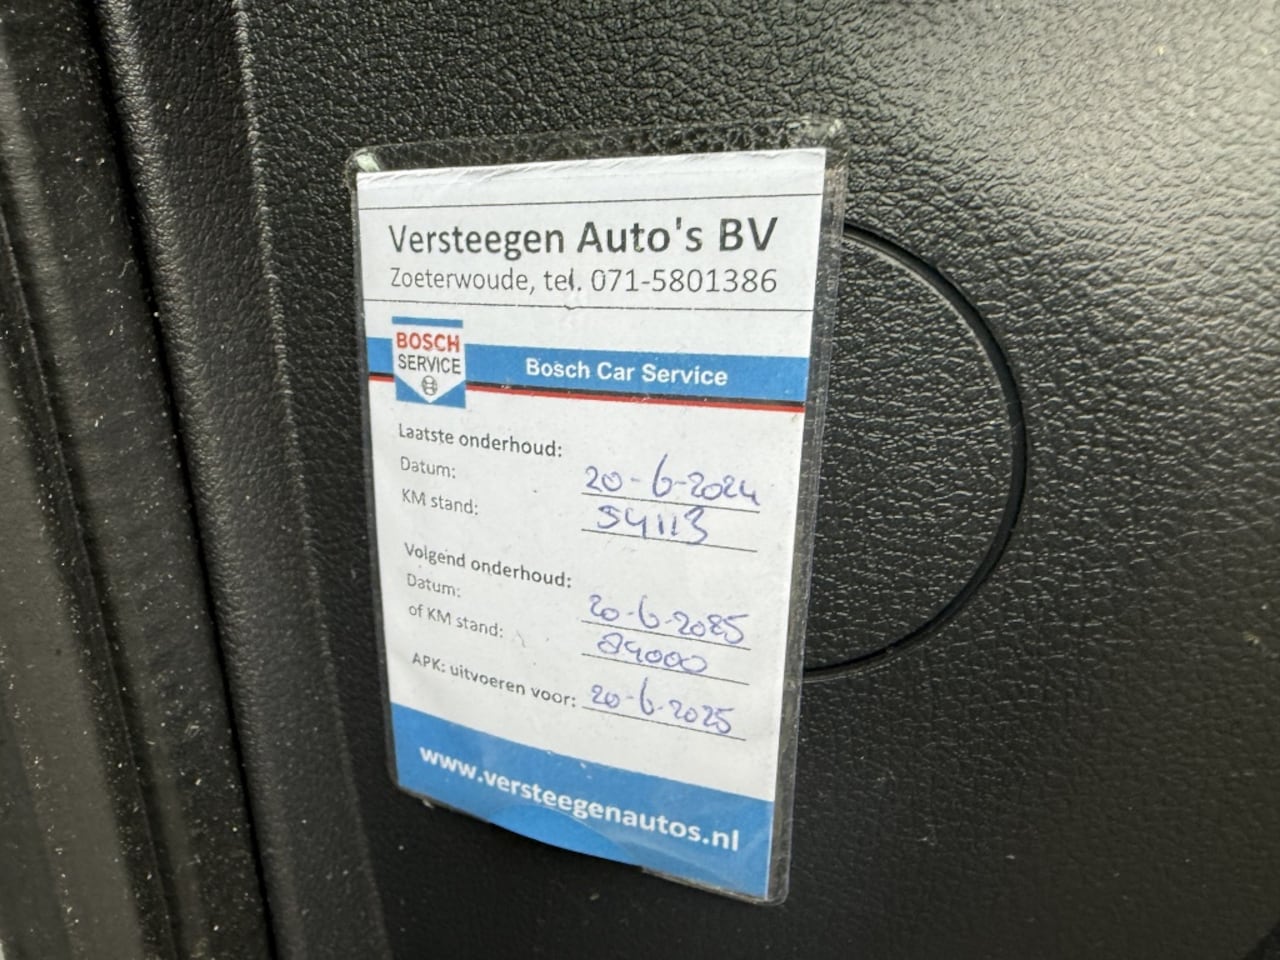 Versteegen Auto's BV
Zoeterwoude, tel. 071-5801386
BOSCH
SERVICE
Bosch Car Service
Laatste onderhoud:
Datum: 20-6-2024
KM stand: 54113
Volgend onderhoud:
Datum: 20-6-2025
of KM stand: 84000
APK: uitvoeren voor: 20-6-2025
www.versteegenautos.nl